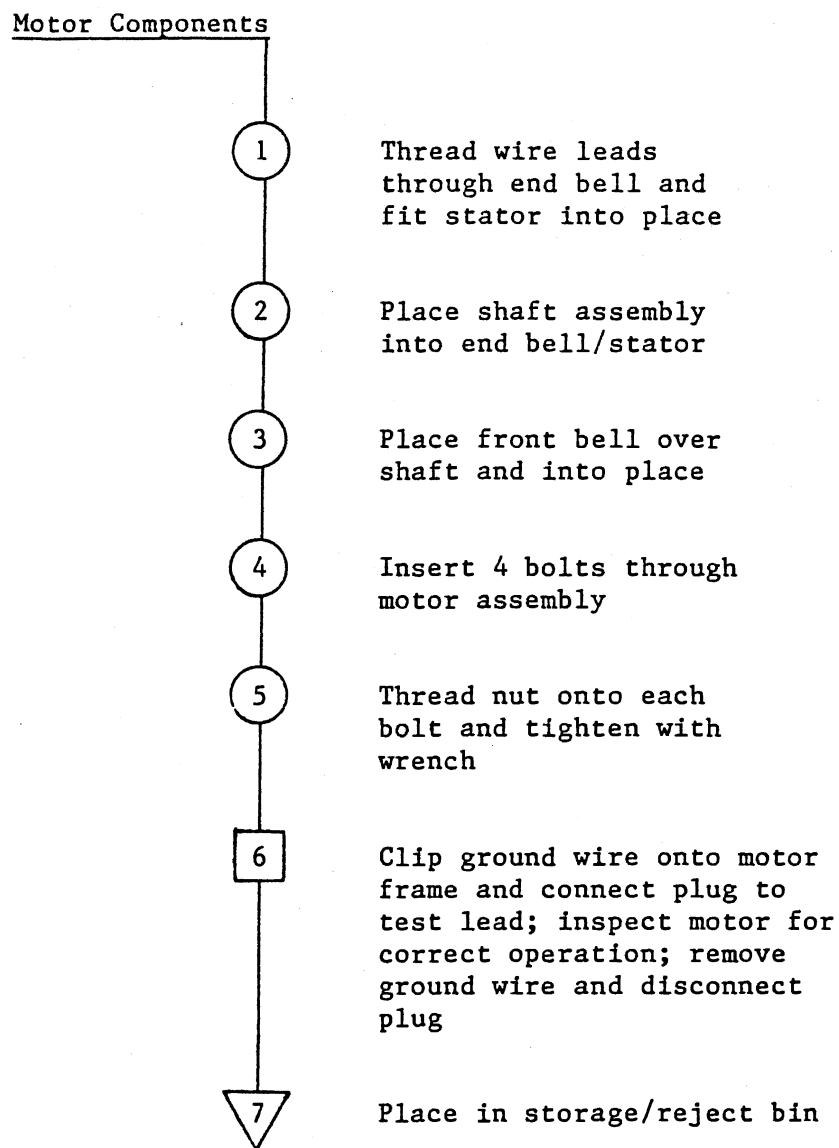 Motor Components
1
Thread wire leads
through end bell and
fit stator into place
2
Place shaft assembly
into end bell/stator
3
Place front bell over
shaft and into place
4
Insert 4 bolts through
motor assembly
5
Thread nut onto each
bolt and tighten with
wrench
6
Clip ground wire onto motor
frame and connect plug to
test lead; inspect motor for
correct operation; remove
ground wire and disconnect
plug
7
Place in storage/reject bin